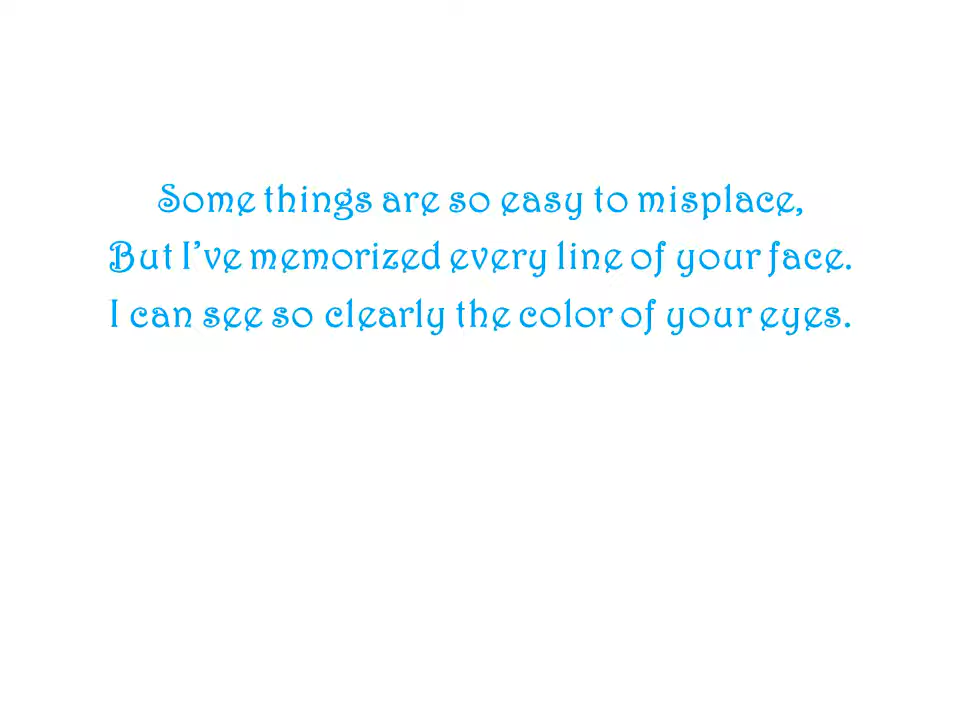 Some things are so easy to misplace,
But I've memorized every line of your face.
I can see so clearly the color of your eyes.